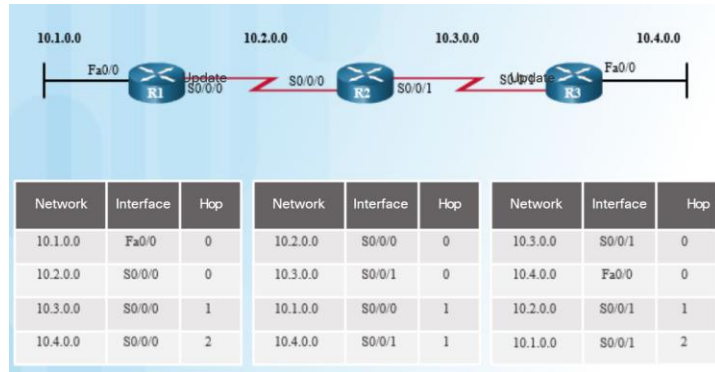 10.1.0.0 10.2.0.0 10.3.0.0 10.4.0.0
Fa0/0 Update S0/0/0 S0/0/0 S0/0/1 Update Fa0/0
R1 S0/0/0 R2 R3
Network Interface Hop Network Interface Hop Network Interface Hop
10.1.0.0 Fa0/0 0 10.2.0.0 S0/0/0 0 10.3.0.0 S0/0/1 0
10.2.0.0 S0/0/0 0 10.3.0.0 S0/0/1 0 10.4.0.0 Fa0/0 0
10.3.0.0 S0/0/0 1 10.1.0.0 S0/0/0 1 10.2.0.0 S0/0/1 1
10.4.0.0 S0/0/0 2 10.4.0.0 S0/0/1 1 10.1.0.0 S0/0/1 2